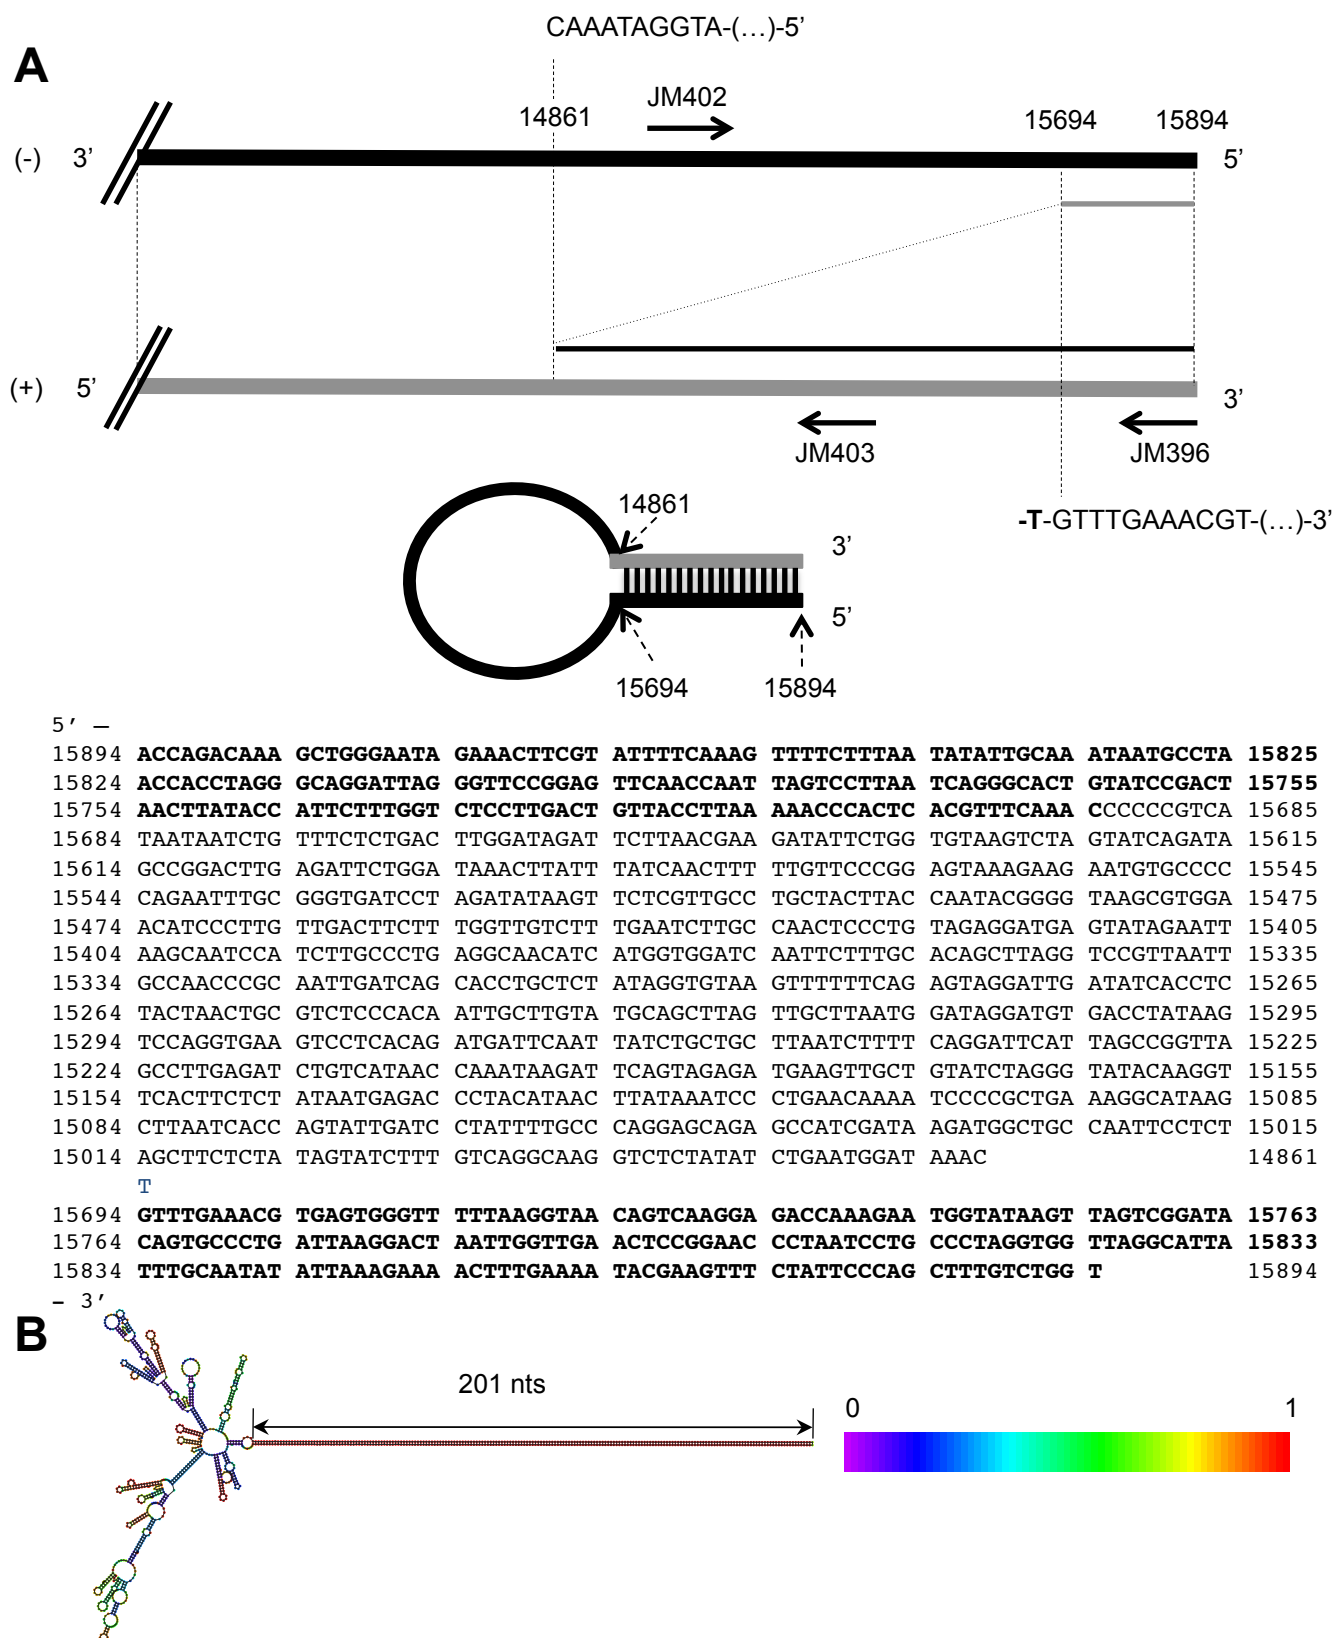 CAAATAGGTA-(…)-5’
A
JM402
14861
15694
15894
(-)
3’
5’
(+)
5’
3’
JM403
JM396
-T-GTTTGAAACGT-(…)-3’
14861
3’
5’
15694
15894
5’ –
15894 ACCAGACAAA GCTGGGAATA GAAACTTCGT ATTTTCAAAG TTTTCTTTAA TATATTGCAA ATAATGCCTA 15825
15824 ACCACCTAGG GCAGGATTAG GGTTCCGGAG TTCAACCAAT TAGTCCTTAA TCAGGGCACT GTATCCGACT 15755
15754 AACTTATACC ATTCTTTGGT CTCCTTGACT GTTACCTTAA AAACCCACTC ACGTTTCAAA CCCCCCGTCA 15685
15684 TAATAATCTG TTTCTCTGAC TTGGATAGAT TCTTAACGAA GATATTCTGG TGTAAGTCTA GTATCAGATA 15615
15614 GCCGGACTTG AGATTCTGGA TAAACTTATT TATCAACTTT TTGTTCCCGG AGTAAAGAAG AATGTGCCCC 15545
15544 CAGAATTTGC GGGTGATCCT AGATATAAGT TCTCGTTGCC TGCTACTTAC CAATACGGGG TAAGCGTGGA 15475
15474 ACATCCCTTG TTGACTTCTT TGGTTGTCTT TGAATCTTGC CAACTCCCTG TAGAGGATGA GTATAGAATT 15405
15404 AAGCAATCCA TCTTGCCCTG AGGCAACATC ATGGTGGATC AATTCTTTGC ACAGCTTAGG TCCGTTAATT 15335
15334 GCCAACCCGC AATTGATCAG CACCTGCTCT ATAGGTGTAA GTTTTTTCAG AGTAGGATTG ATATCACCTC 15265
15264 TACTAACTGC GTCTCCCACA ATTGCTTGTA TGCAGCTTAG TTGCTTAATG GATAGGATGT GACCTATAAG 15295
15294 TCCAGGTGAA GTCCTCACAG ATGATTCAAT TATCTGCTGC TTAATCTTTT CAGGATTCAT TAGCCGGTTA 15225
15224 GCCTTGAGAT CTGTCATAAC CAAATAAGAT TCAGTAGAGA TGAAGTTGCT GTATCTAGGG TATACAAGGT 15155
15154 TCACTTCTCT ATAATGAGAC CCTACATAAC TTATAAATCC CTGAACAAAA TCCCCGCTGA AAGGCATAAG 15085
15084 CTTAATCACC AGTATTGATC CTATTTTGCC CAGGAGCAGA GCCATCGATA AGATGGCTGC CAATTCCTCT 15015
15014 AGCTTCTCTA TAGTATCTTT GTCAGGCAAG GTCTCTATAT CTGAATGGAT AAAC 14861
T
15694 GTTTGAAACG TGAGTGGGTT TTTAAGGTAA CAGTCAAGGA GACCAAAGAA TGGTATAAGT TAGTCGGATA 15763
15764 CAGTGCCCTG ATTAAGGACT AATTGGTTGA ACTCCGGAAC CCTAATCCTG CCCTAGGTGG TTAGGCATTA 15833
15834 TTTGCAATAT ATTAAAGAAA ACTTTGAAAA TACGAAGTTT CTATTCCCAG CTTTGTCTGG T 15894
– 3’
B
201 nts
0
1